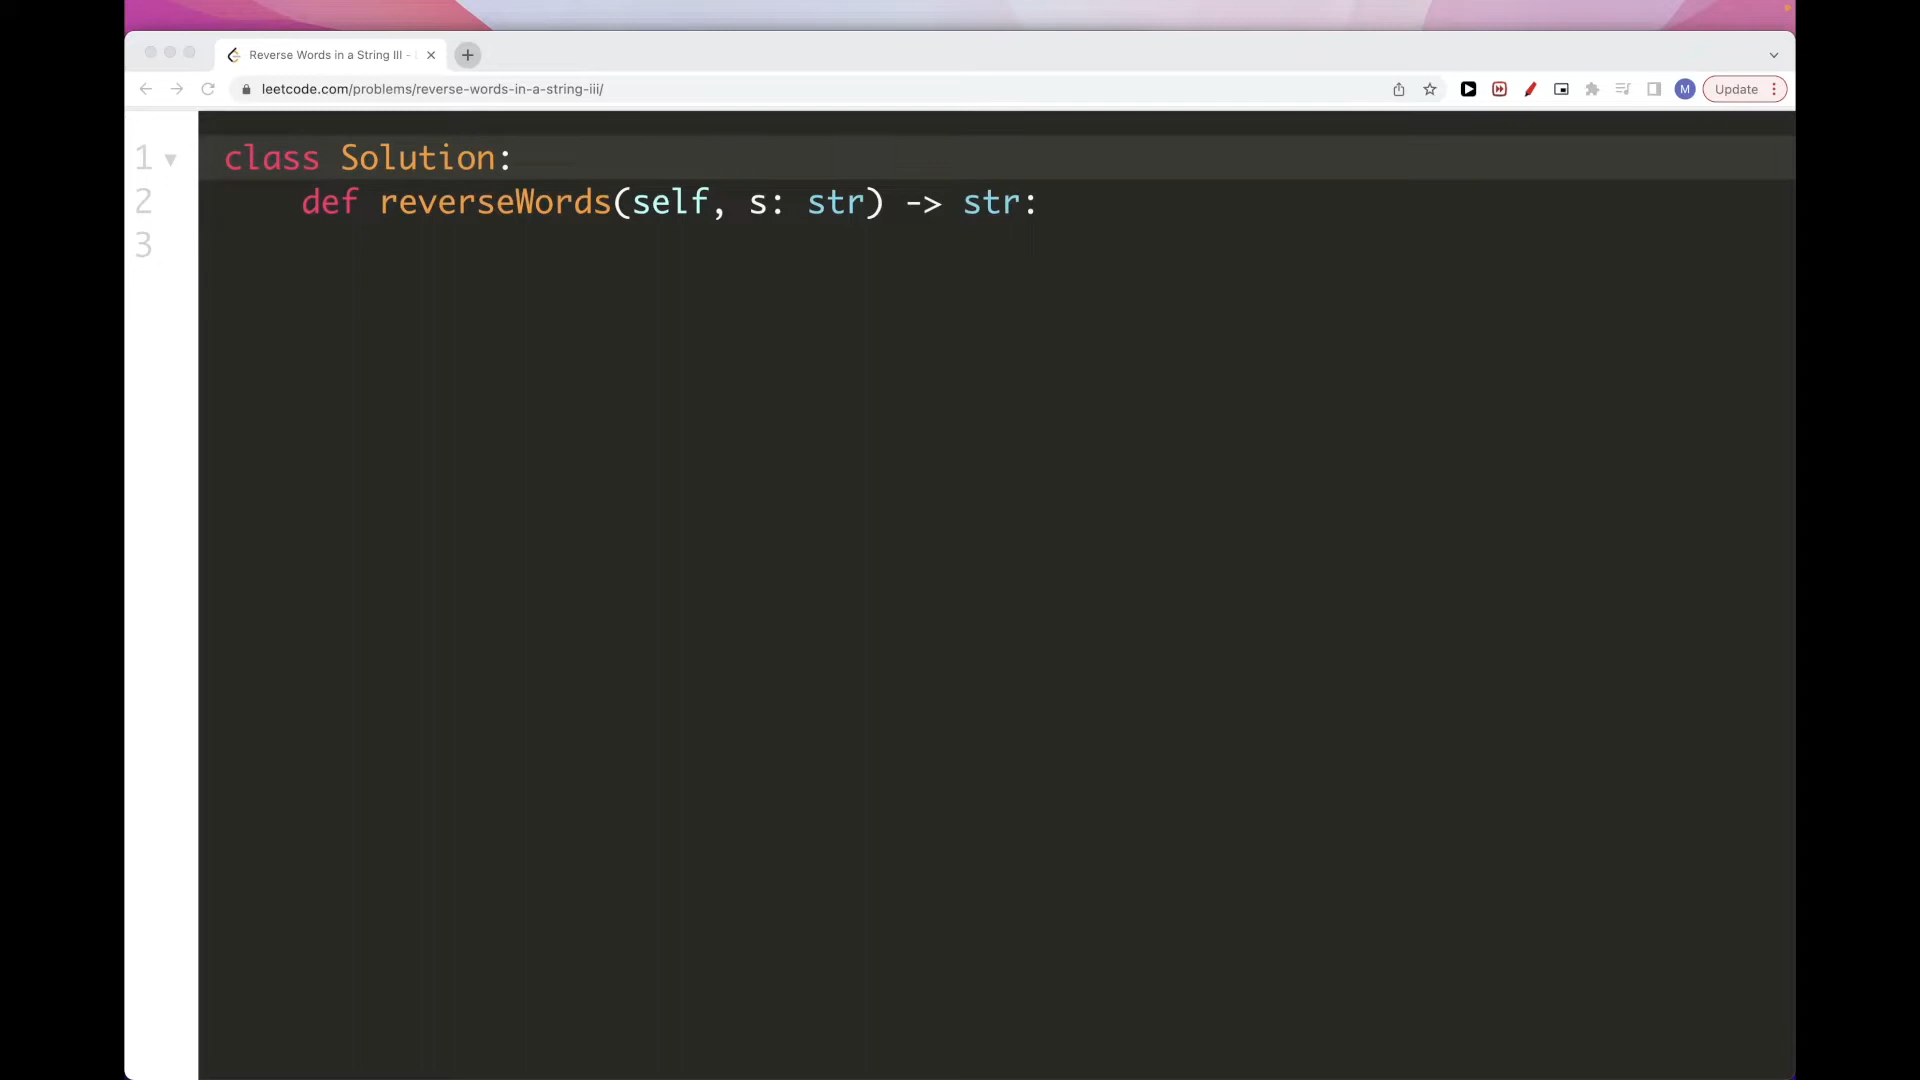 Reverse Words in a String III -
leetcode.com/problems/reverse-words-in-a-string-iii/
M
Update
1 class Solution:
2 def reverseWords(self, s: str) -> str:
3